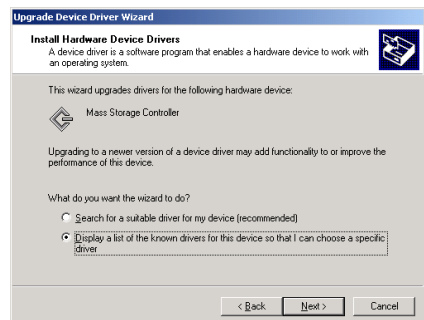 Upgrade Device Driver Wizard
Install Hardware Device Drivers
A device driver is a software program that enables a hardware device to work with
an operating system.
This wizard upgrades drivers for the following hardware device:
Mass Storage Controller
Upgrading to a newer version of a device driver may add functionality to or improve the
performance of this device.
What do you want the wizard to do?
Search for a suitable driver for my device (recommended)
Display a list of the known drivers for this device so that I can choose a specific
driver
< Back Next > Cancel